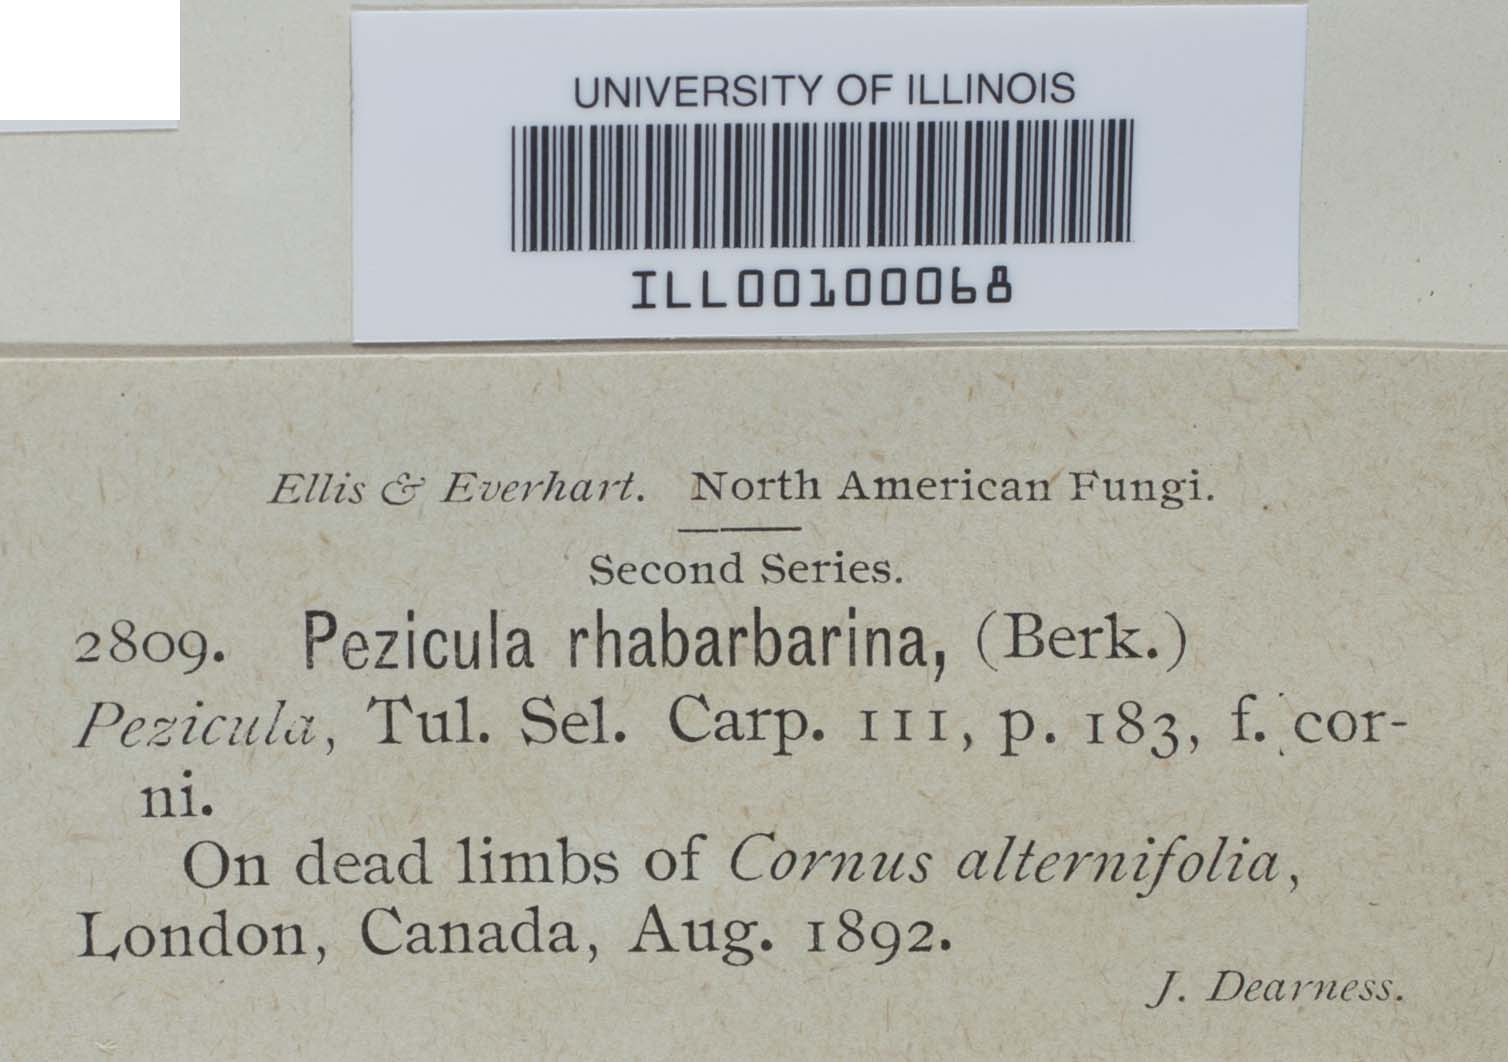 UNIVERSITY OF ILLINOIS
ILL00100068
Ellis & Everhart. North American Fungi.
Second Series.
2809. Pezicula rhabarbarina, (Berk.)
Pezicula, Tul. Sel. Carp. III, p. 183, f. cor-
ni.
On dead limbs of Cornus alternifolia,
London, Canada, Aug. 1892.
J. Dearness.